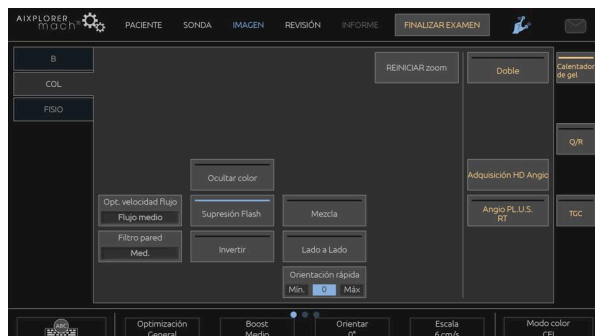 AIXPLORER
mach
PACIENTE
SONDA
IMAGEN
REVISIÓN
INFORME
FINALIZAR EXAMEN
B
COL
FISIO
REINICIAR zoom
Doble
Calentador
de gel
Q/R
Ocultar color
Adquisición HD Angio
Opt. velocidad flujo
Flujo medio
Supresión Flash
Mezcla
Angio PL.U.S.
RT
TGC
Filtro pared
Med.
Invertir
Lado a Lado
Orientación rápida
Mín. 0 Máx
ABC
Optimización
General
Boost
Medio
Orientar
0°
Escala
6 cm/s
Modo color
CFI